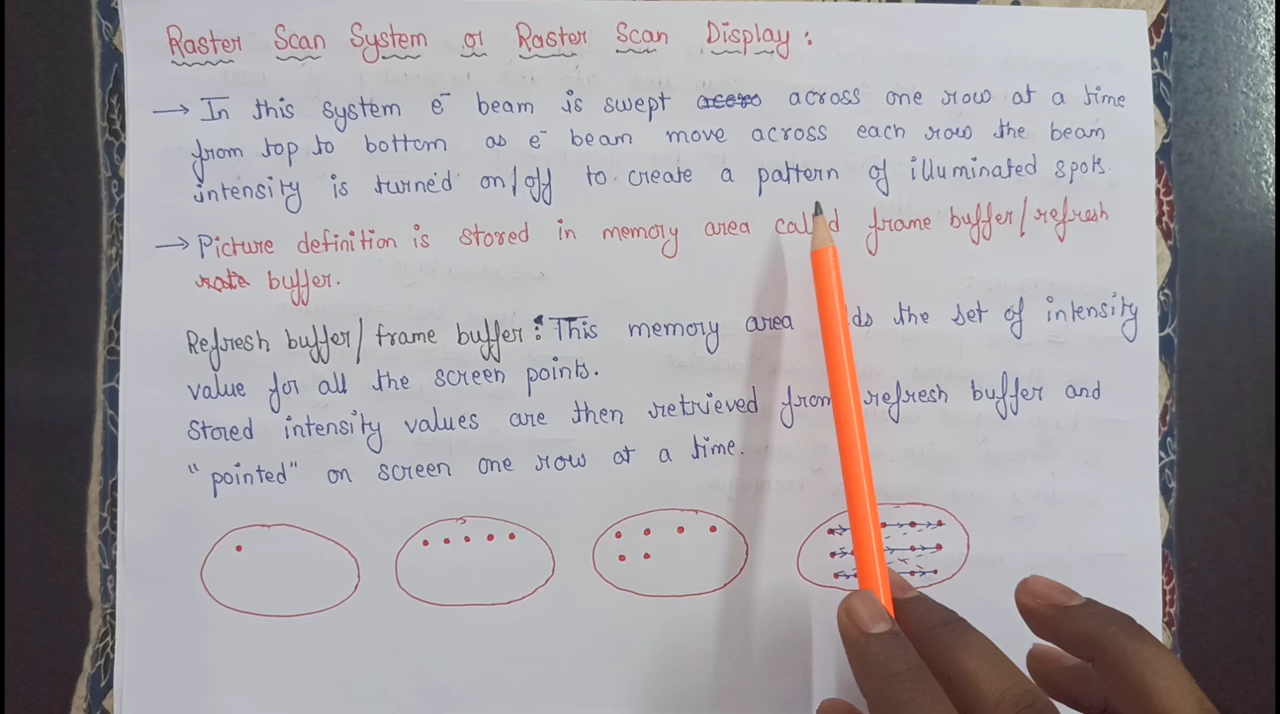 Raster Scan System or Raster Scan Display :
→ In this system e⁻ beam is swept across one row at a time
from top to bottom as e⁻ beam move across each row the beam
intensity is turned on/off to create a pattern of illuminated spots.
→ Picture definition is stored in memory area called frame buffer/refresh
buffer.
Refresh buffer/frame buffer : This memory area lds the set of intensity
value for all the screen points.
Stored intensity values are then retrieved from refresh buffer and
"pointed" on screen one row at a time.